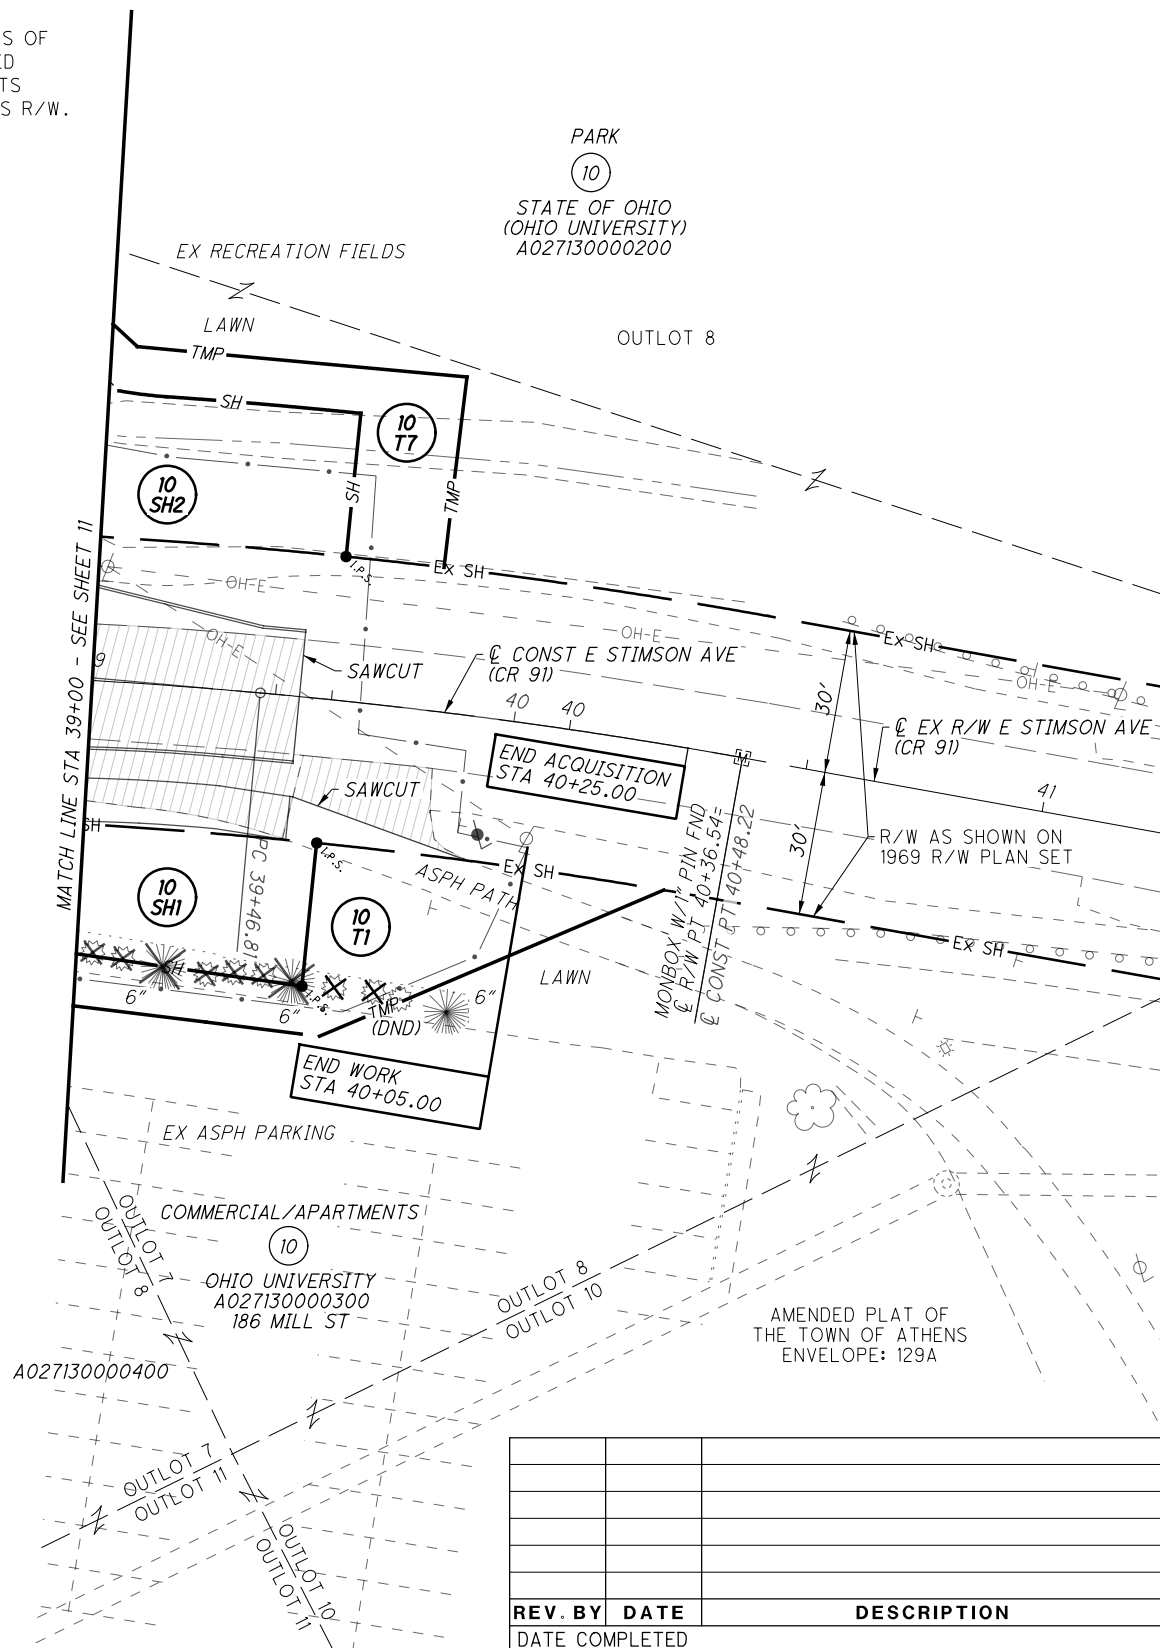 S OF
ED
TS
S R/W.
PARK
10
STATE OF OHIO
(OHIO UNIVERSITY)
A027130000200
EX RECREATION FIELDS
LAWN
OUTLOT 8
TMP
SH
10
T7
10
SH2
SH
TMP
I.P.S.
EX SH
OH-E
OH-E
OH-E
EX SH
OH-E
MATCH LINE STA 39+00 - SEE SHEET 11
9
SAWCUT
℄ CONST E STIMSON AVE
(CR 91)
40
40
30'
℄ EX R/W E STIMSON AVE
(CR 91)
END ACQUISITION
STA 40+25.00
SAWCUT
41
30'
R/W AS SHOWN ON
1969 R/W PLAN SET
SH
I.P.S.
PC 39+46.81
ASPH PATH
EX SH
MONBOX W/1" PIN FND
℄ R/W PT 40+36.54=
℄ CONST PT 40+48.22
10
SH1
10
T1
EX SH
SH
I.P.S.
6"
6"
6"
TMP
(DND)
LAWN
END WORK
STA 40+05.00
EX ASPH PARKING
COMMERCIAL/APARTMENTS
10
OHIO UNIVERSITY
A027130000300
186 MILL ST
OUTLOT 7
OUTLOT 8
OUTLOT 8
OUTLOT 10
AMENDED PLAT OF
THE TOWN OF ATHENS
ENVELOPE: 129A
A027130000400
OUTLOT 7
OUTLOT 11
OUTLOT 10
OUTLOT 11
REV. BY DATE DESCRIPTION
DATE COMPLETED